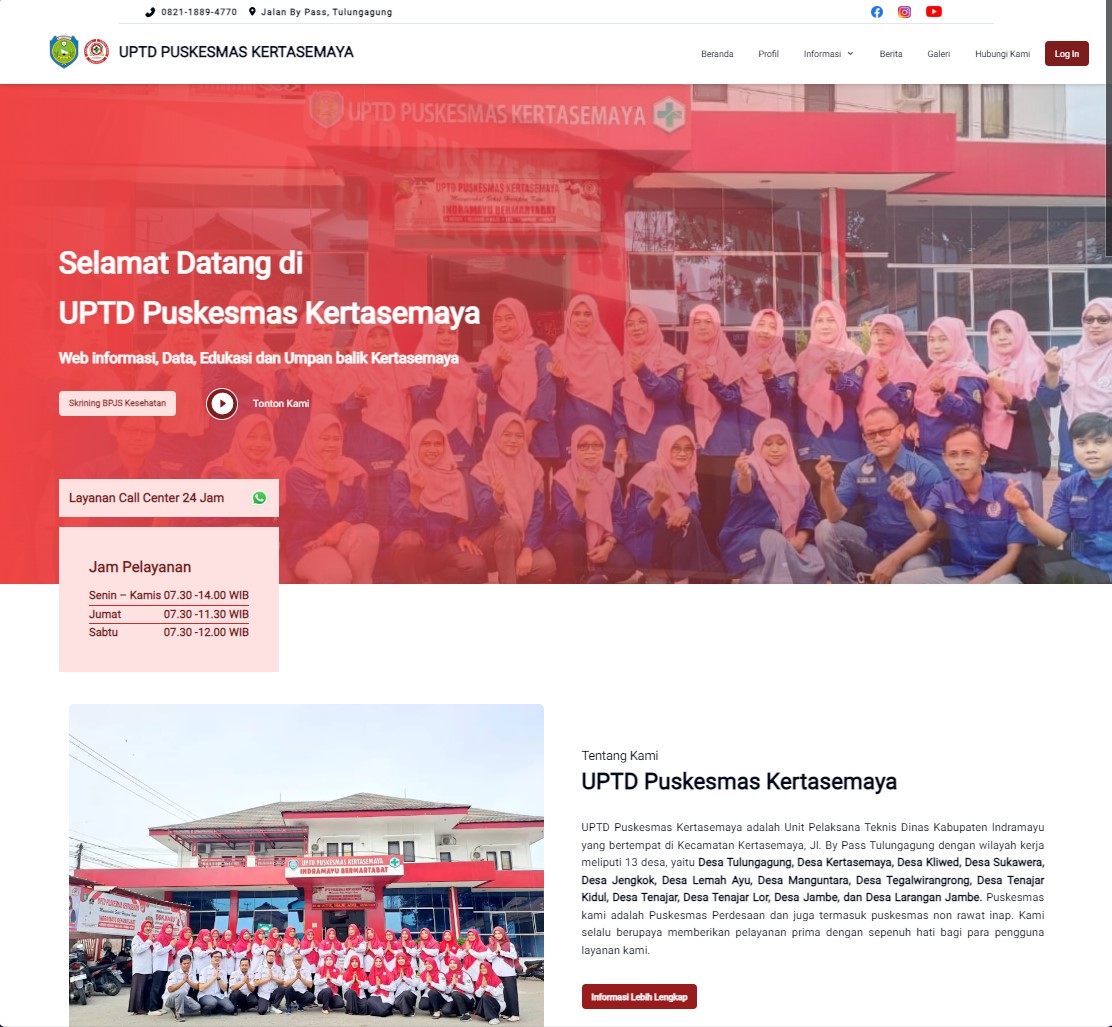 0821-1889-4770 Jalan By Pass, Tulungagung
UPTD PUSKESMAS KERTASEMAYA
Beranda Profil Informasi Berita Galeri Hubungi Kami Log In
UPTD PUSKESMAS KERTASEMAYA
UPTD PUSKESMAS KERTASEMAYA
INDRAMAYU BERMARTABAT
Selamat Datang di
UPTD Puskesmas Kertasemaya
Web informasi, Data, Edukasi dan Umpan balik Kertasemaya
Skrining BPJS Kesehatan Tonton Kami
Layanan Call Center 24 Jam
Jam Pelayanan
Senin – Kamis 07.30 -14.00 WIB
Jumat 07.30 -11.30 WIB
Sabtu 07.30 -12.00 WIB
UPTD PUSKESMAS KERTASEMAYA
INDRAMAYU BERMARTABAT
Tentang Kami
UPTD Puskesmas Kertasemaya
UPTD Puskesmas Kertasemaya adalah Unit Pelaksana Teknis Dinas Kabupaten Indramayu
yang bertempat di Kecamatan Kertasemaya, Jl. By Pass Tulungagung dengan wilayah kerja
meliputi 13 desa, yaitu Desa Tulungagung, Desa Kertasemaya, Desa Kliwed, Desa Sukawera,
Desa Jengkok, Desa Lemah Ayu, Desa Manguntara, Desa Tegalwirangrong, Desa Tenajar
Kidul, Desa Tenajar, Desa Tenajar Lor, Desa Jambe, dan Desa Larangan Jambe. Puskesmas
kami adalah Puskesmas Perdesaan dan juga termasuk puskesmas non rawat inap. Kami
selalu berupaya memberikan pelayanan prima dengan sepenuh hati bagi para pengguna
layanan kami.
Informasi Lebih Lengkap